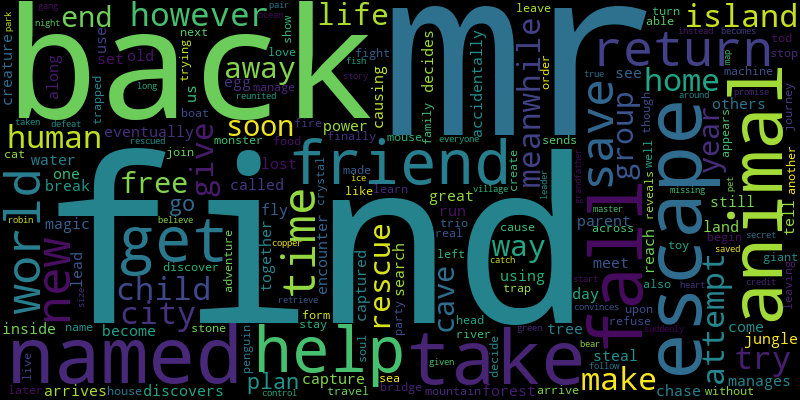 back
mr
find
friend
however
end
life
away
soon
human
return
island
home
animal
escape
save
group
meanwhile
year
new
world
get
free
give
time
rescue
way
fall
named
help
take
child
city
cave
attempt
try
make
plan
go
causing
using
land
jungle
creature
night
along
set
used
old
trapped
trying
next
us
show
love
egg
manage
reunited
pair
fish
story
fight
family
decides
accidentally
leave
order
turn
able
instead
becomes
tod
stop
park
gang
long
taken
defeat
eventually
boat
fire
power
finally
mouse
everyone
sends
see
though
true
machine
map
promise
around
others
appears
journey
cat
water
one
break
join
monster
food
lost
called
made
like
ice
learn
village
create
leader
rescued
robin
magic
lead
believe
fly
discover
adventure
together
encounter
crystal
great
run
trio
real
search
left
cause
trap
catch
parent
across
meet
reach
reveals
well
toy
also
master
missing
pet
still
begin
secret
saved
tell
another
giant
leaving
grandfather
size
copper
retrieve
captured
day
start
credit
heart
convinces
upon
refuse
suddenly
inside
name
become
stone
form
stay
party
head
river
tree
green
bear
steal
come
manages
live
later
arrives
house
discovers
penguin
control
capture
travel
soul
sea
bridge
given
mountain
decide
forest
arrive
follow
chase
without